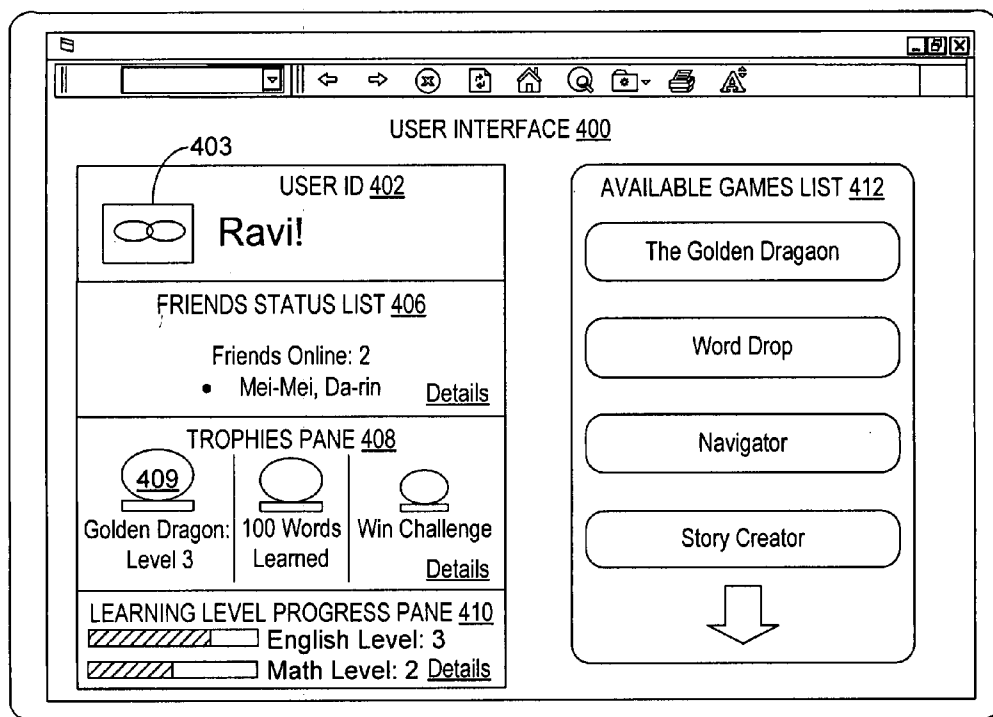 USER INTERFACE 400
403
USER ID 402
Ravi!
FRIENDS STATUS LIST 406
Friends Online: 2
• Mei-Mei, Da-rin
Details
TROPHIES PANE 408
409
Golden Dragon:
Level 3
100 Words
Learned
Win Challenge
Details
LEARNING LEVEL PROGRESS PANE 410
English Level: 3
Math Level: 2 Details
AVAILABLE GAMES LIST 412
The Golden Dragaon
Word Drop
Navigator
Story Creator